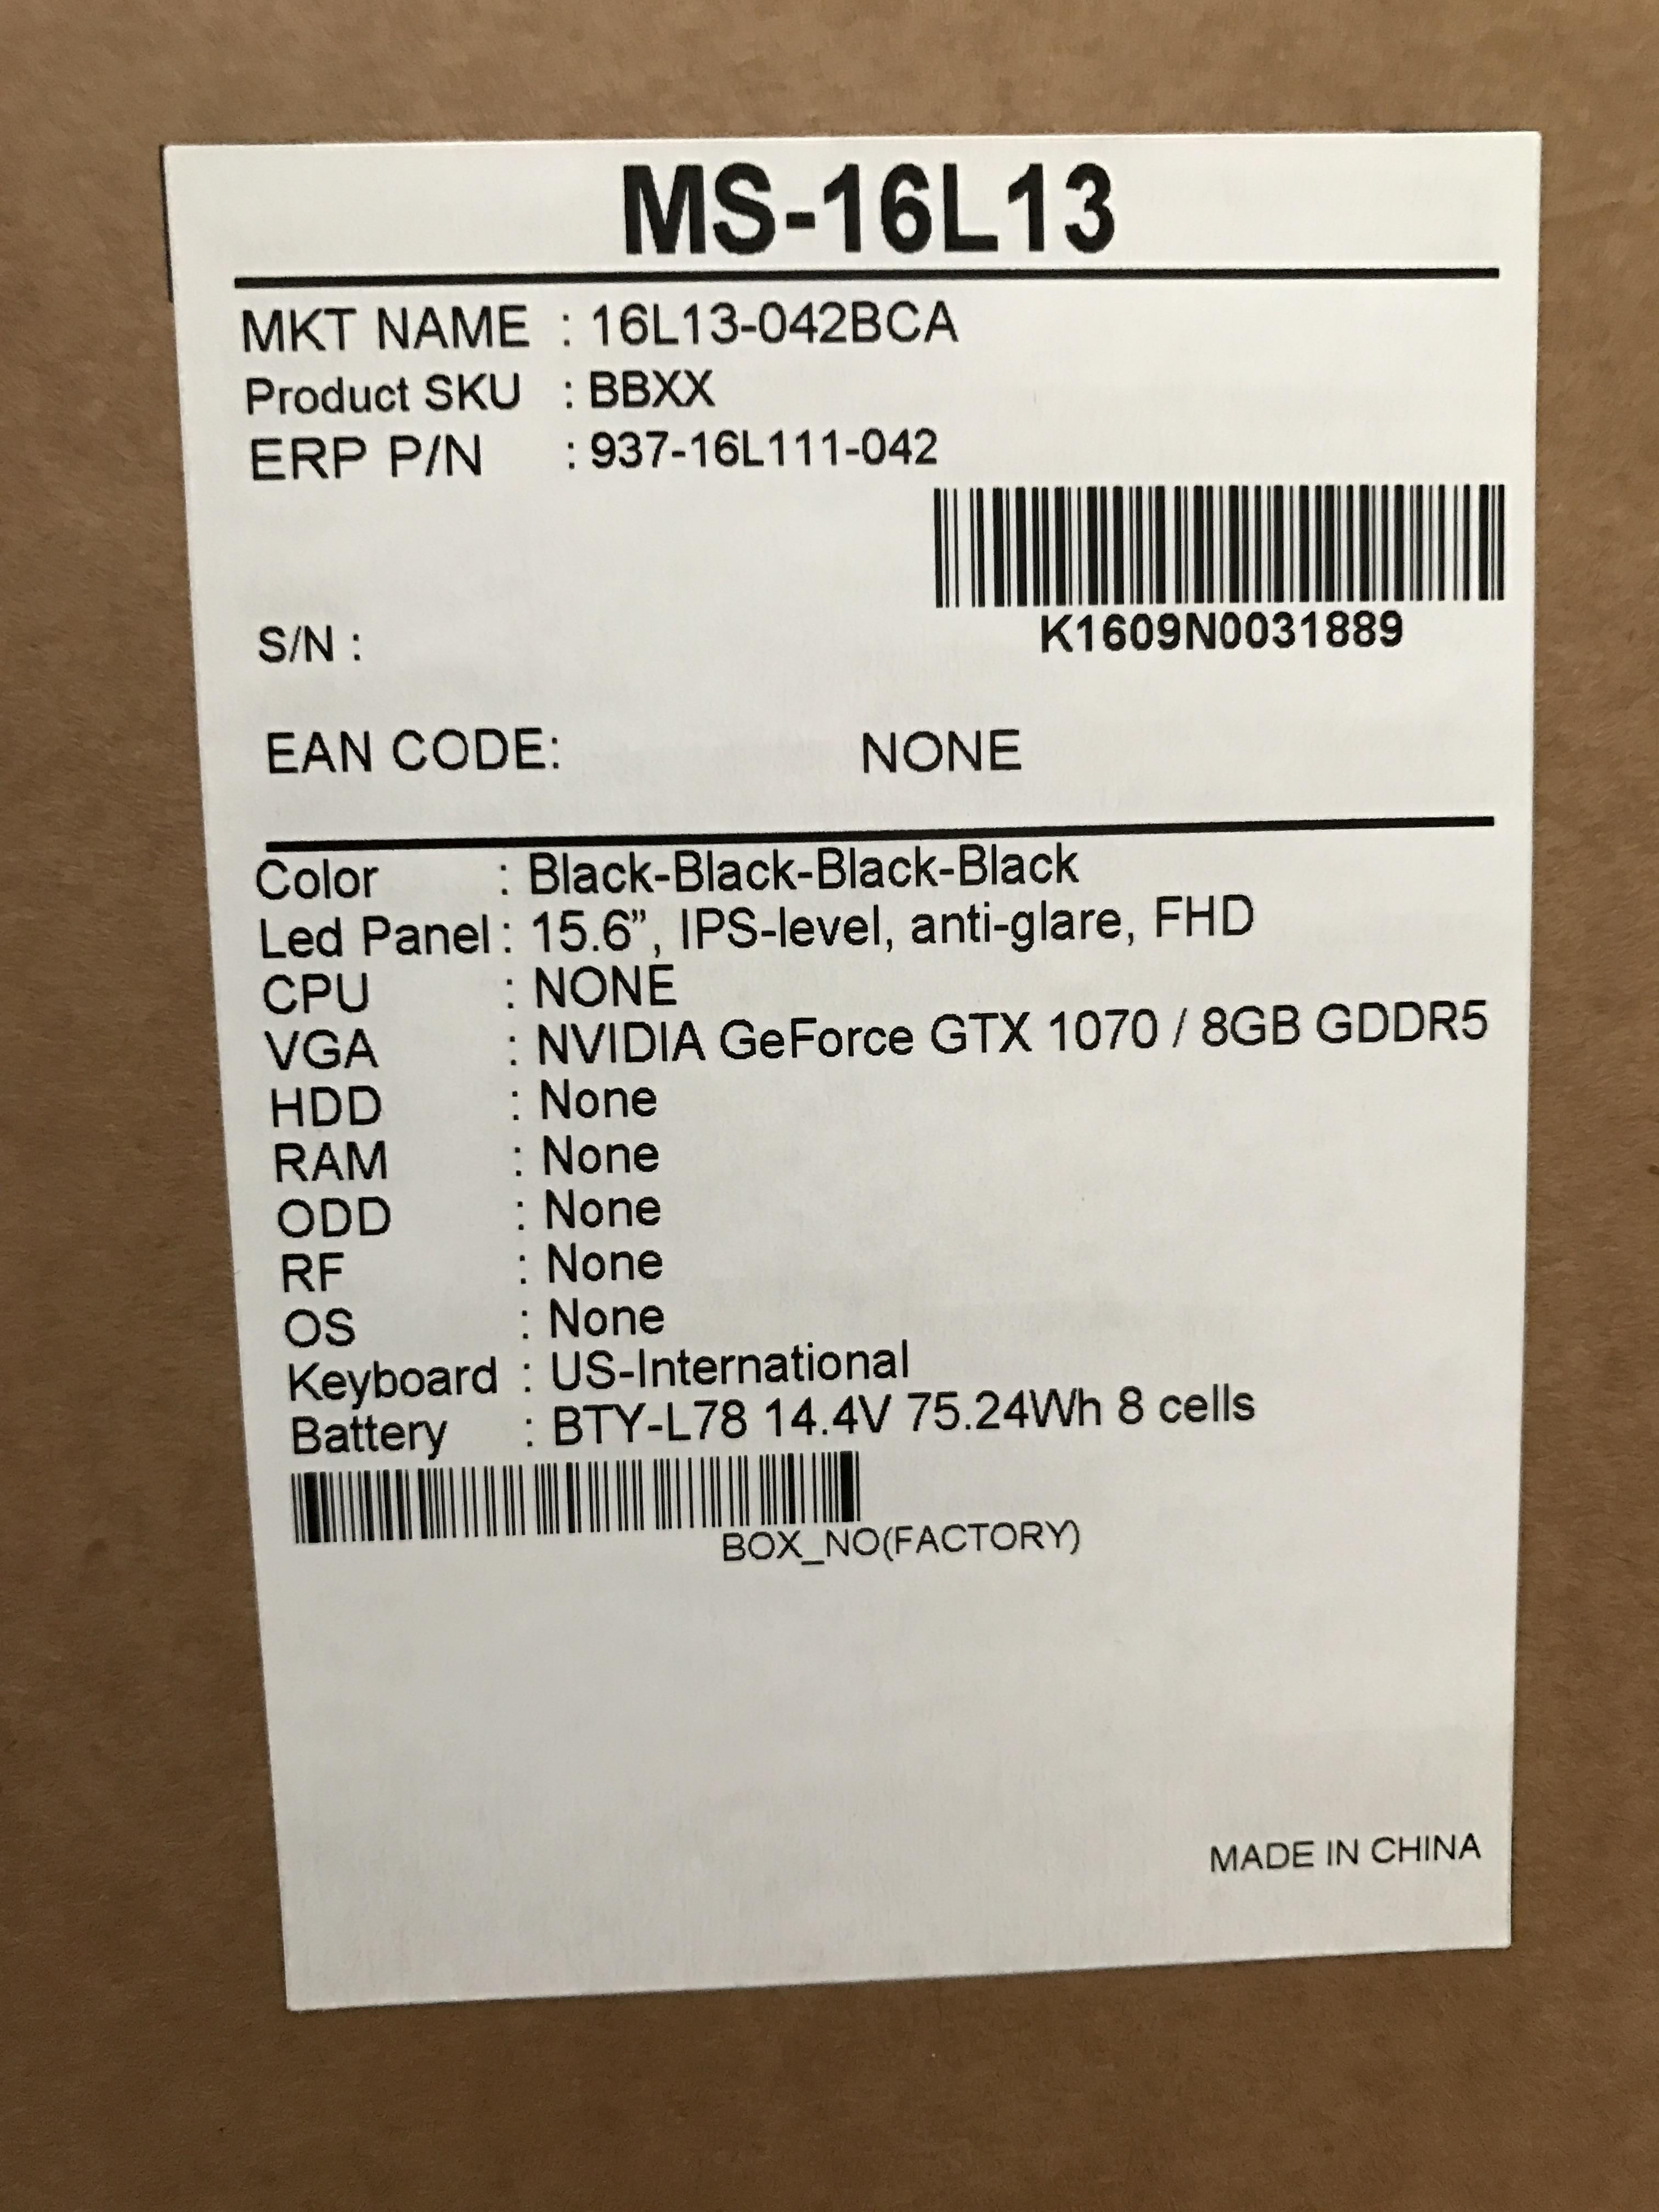 MS-16L13
MKT NAME : 16L13-042BCA
Product SKU : BBXX
ERP P/N : 937-16L111-042
K1609N0031889
S/N :
EAN CODE: NONE
Color : Black-Black-Black-Black
Led Panel : 15.6”, IPS-level, anti-glare, FHD
CPU : NONE
VGA : NVIDIA GeForce GTX 1070 / 8GB GDDR5
HDD : None
RAM : None
ODD : None
RF : None
OS : None
Keyboard : US-International
Battery : BTY-L78 14.4V 75.24Wh 8 cells
BOX_NO(FACTORY)
MADE IN CHINA